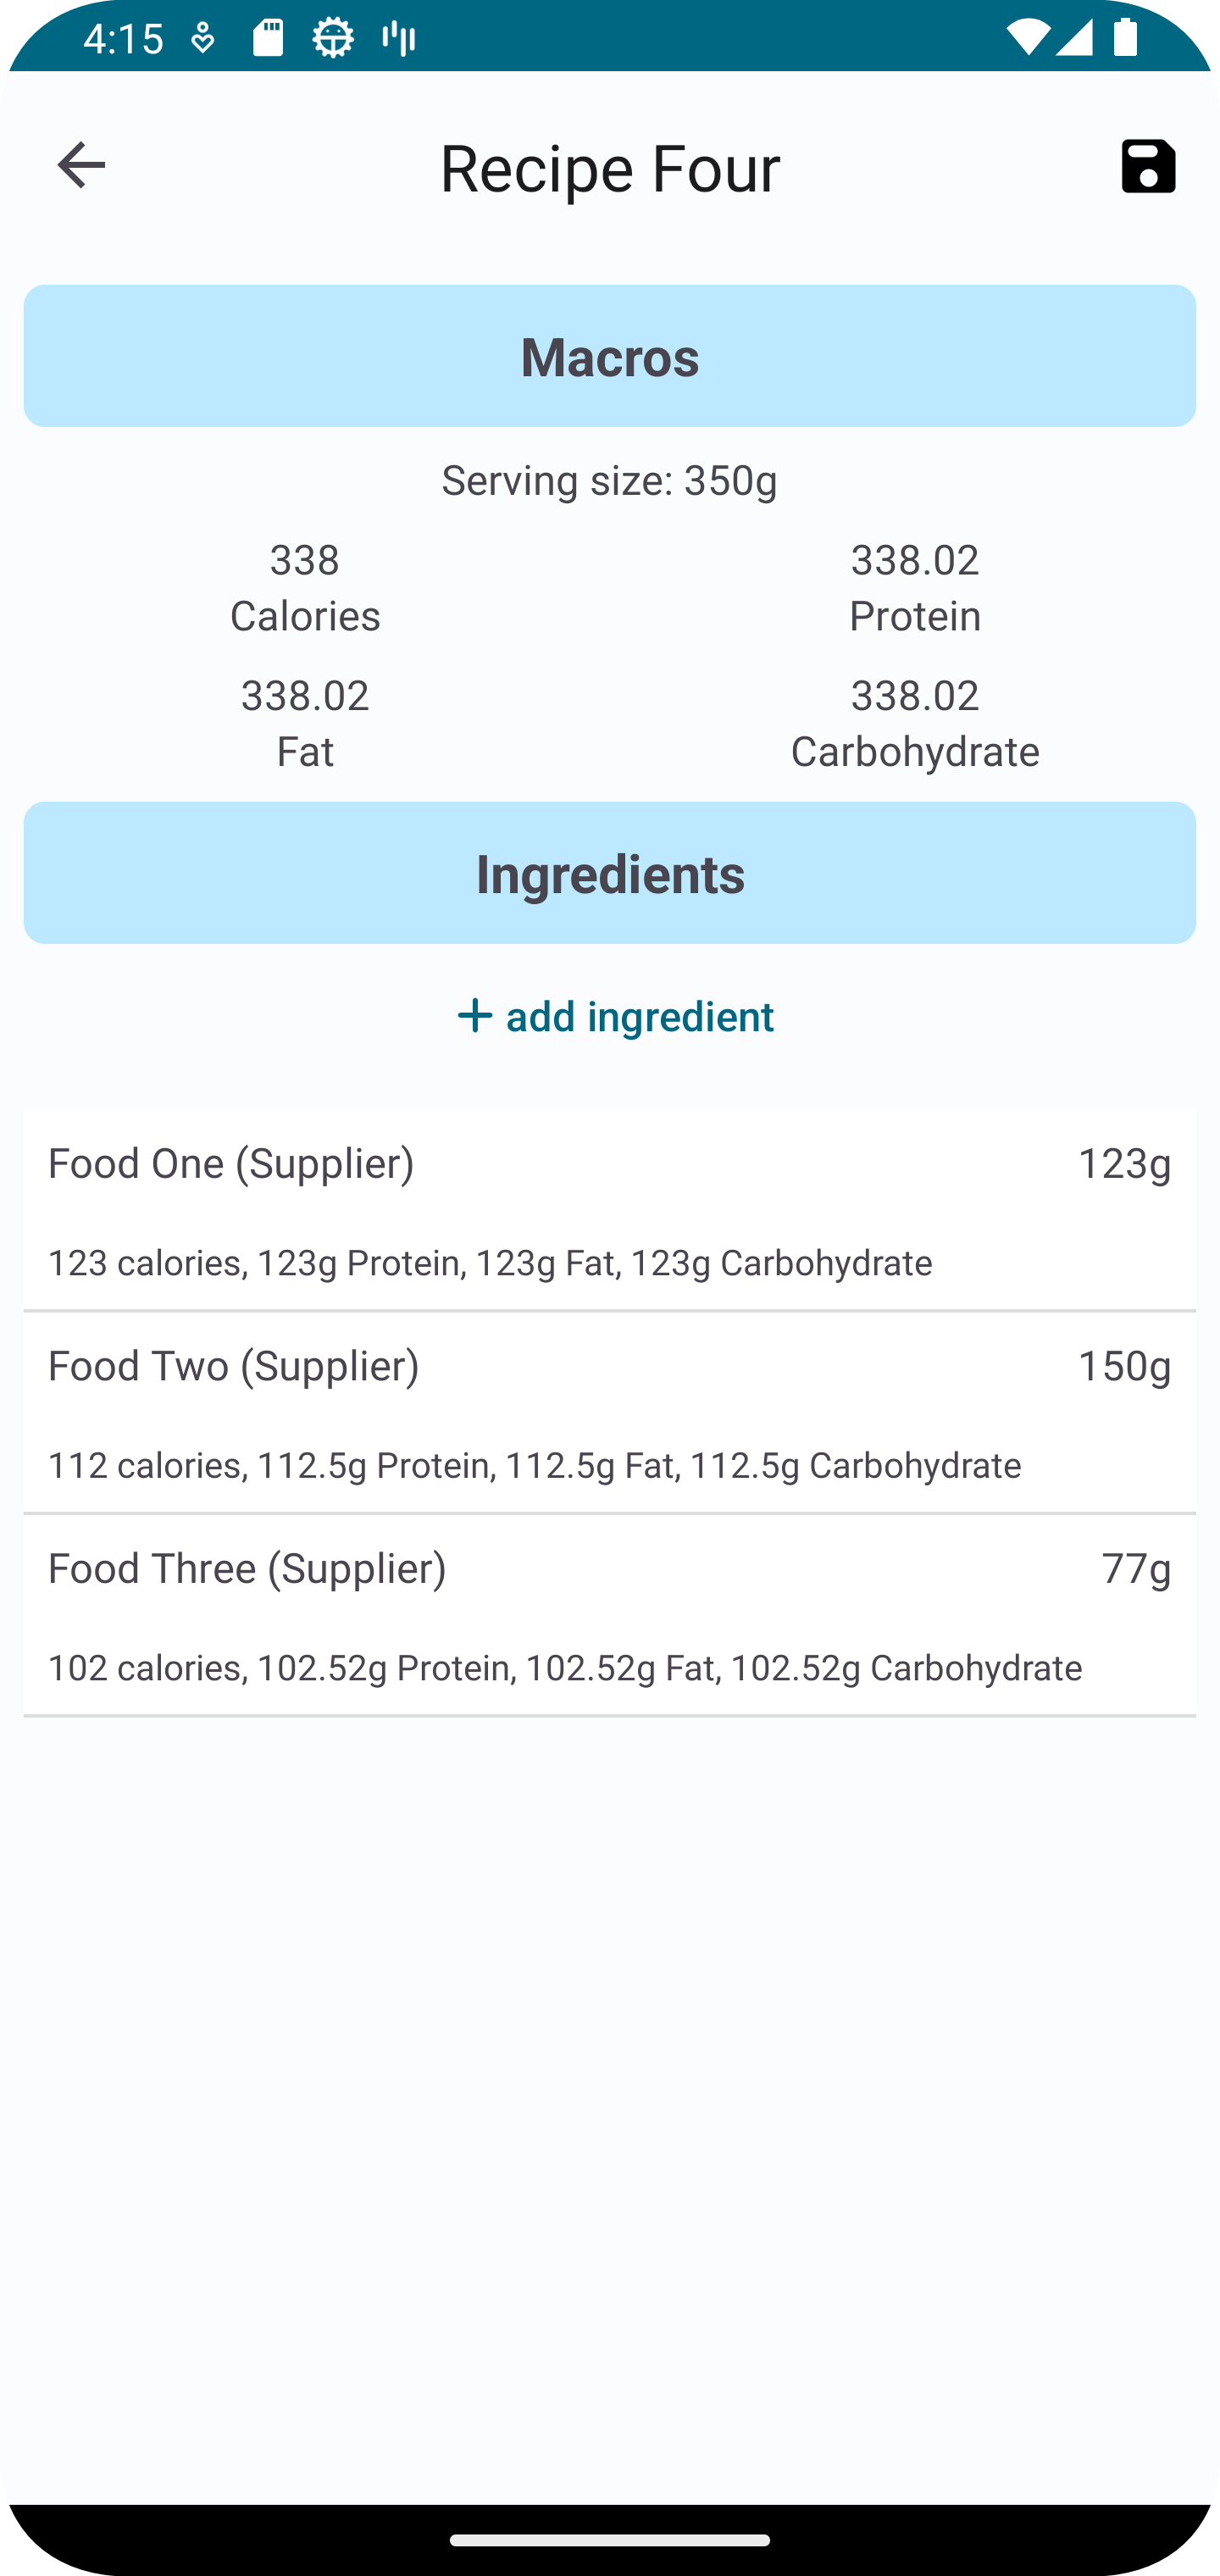 4:15
Recipe Four
Macros
Serving size: 350g
338 338.02
Calories Protein
338.02 338.02
Fat Carbohydrate
Ingredients
+ add ingredient
Food One (Supplier) 123g
123 calories, 123g Protein, 123g Fat, 123g Carbohydrate
Food Two (Supplier) 150g
112 calories, 112.5g Protein, 112.5g Fat, 112.5g Carbohydrate
Food Three (Supplier) 77g
102 calories, 102.52g Protein, 102.52g Fat, 102.52g Carbohydrate